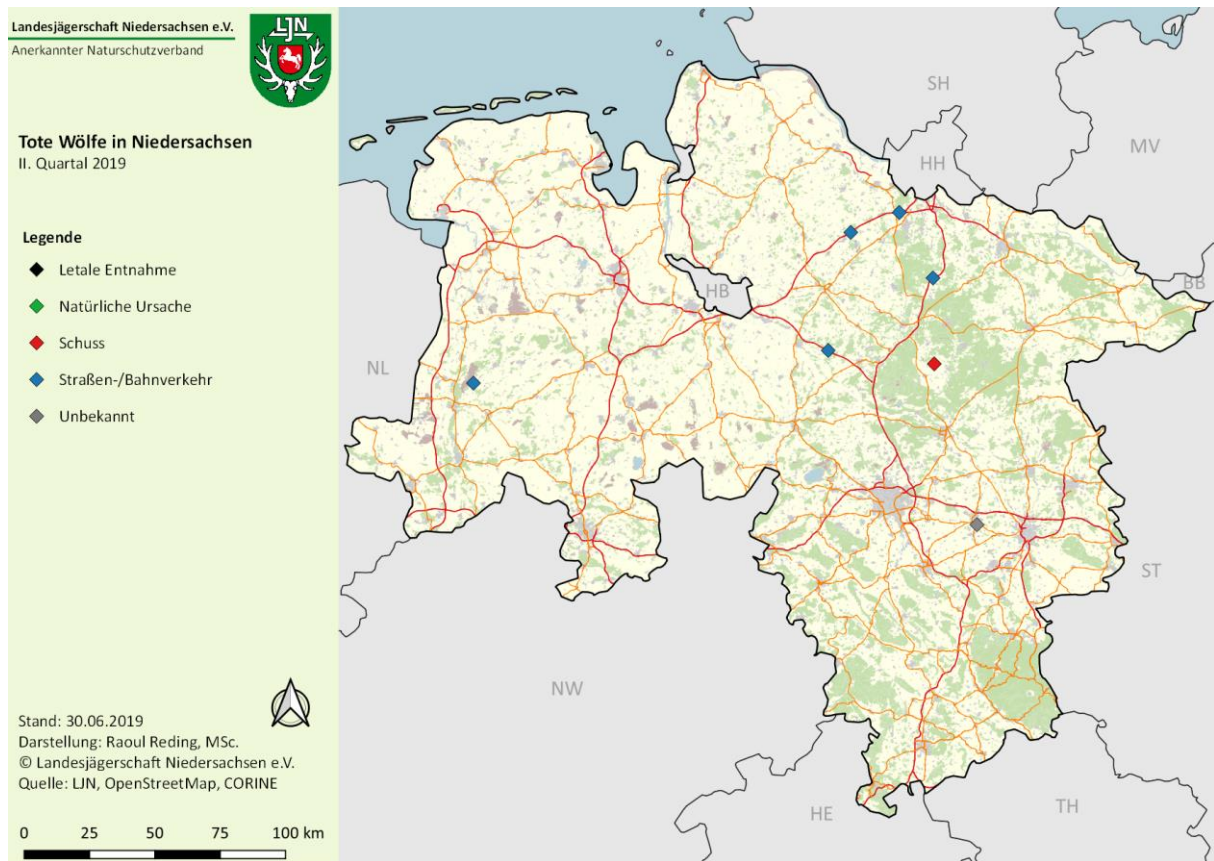 Landesjägerschaft Niedersachsen e.V.
Anerkannter Naturschutzverband
LJN
Tote Wölfe in Niedersachsen
II. Quartal 2019
Legende
Letale Entnahme
Natürliche Ursache
Schuss
Straßen-/Bahnverkehr
Unbekannt
Stand: 30.06.2019
Darstellung: Raoul Reding, MSc.
© Landesjägerschaft Niedersachsen e.V.
Quelle: LJN, OpenStreetMap, CORINE
0 25 50 75 100 km
SH
MV
HH
HB
BB
NL
ST
NW
HE
TH